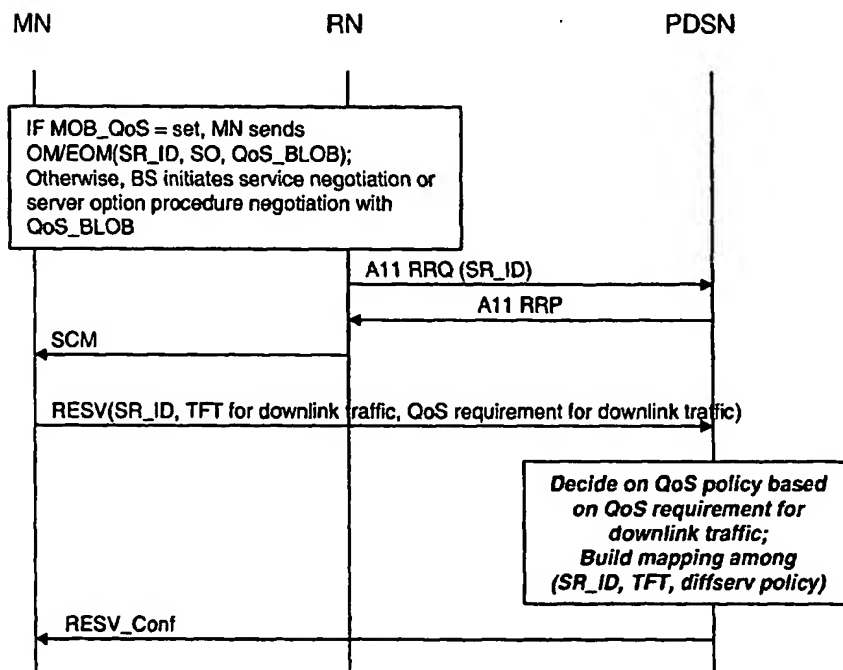 MN RN PDSN
IF MOB_QoS = set, MN sends
OM/EOM(SR_ID, SO, QoS_BLOB);
Otherwise, BS initiates service negotiation or
server option procedure negotiation with
QoS_BLOB
A11 RRQ (SR_ID)
A11 RRP
SCM
RESV(SR_ID, TFT for downlink traffic, QoS requirement for downlink traffic)
Decide on QoS policy based
on QoS requirement for
downlink traffic;
Build mapping among
(SR_ID, TFT, diffserv policy)
RESV_Conf